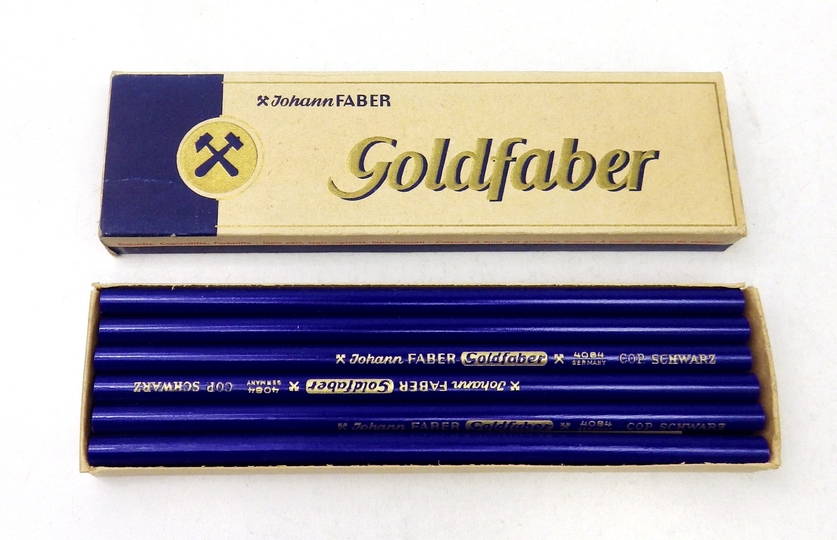 Johann FABER
Goldfaber
Johann FABER Goldfaber 4084 GERMANY COP. SCHWARZ
Johann FABER Goldfaber 4084 GERMANY COP. SCHWARZ
Johann FABER Goldfaber 4084 COP. SCHWARZ